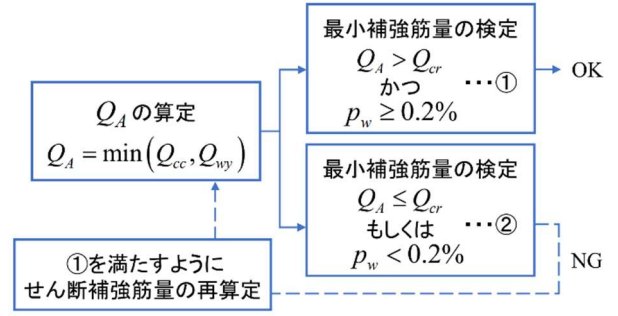 最小補強筋量の検定
Q_A > Q_cr
かつ
p_w ≥ 0.2%
…①
OK
Q_A の算定
Q_A = min(Q_cc, Q_wy)
最小補強筋量の検定
Q_A ≤ Q_cr
もしくは
p_w < 0.2%
…②
NG
①を満たすように
せん断補強筋量の再算定